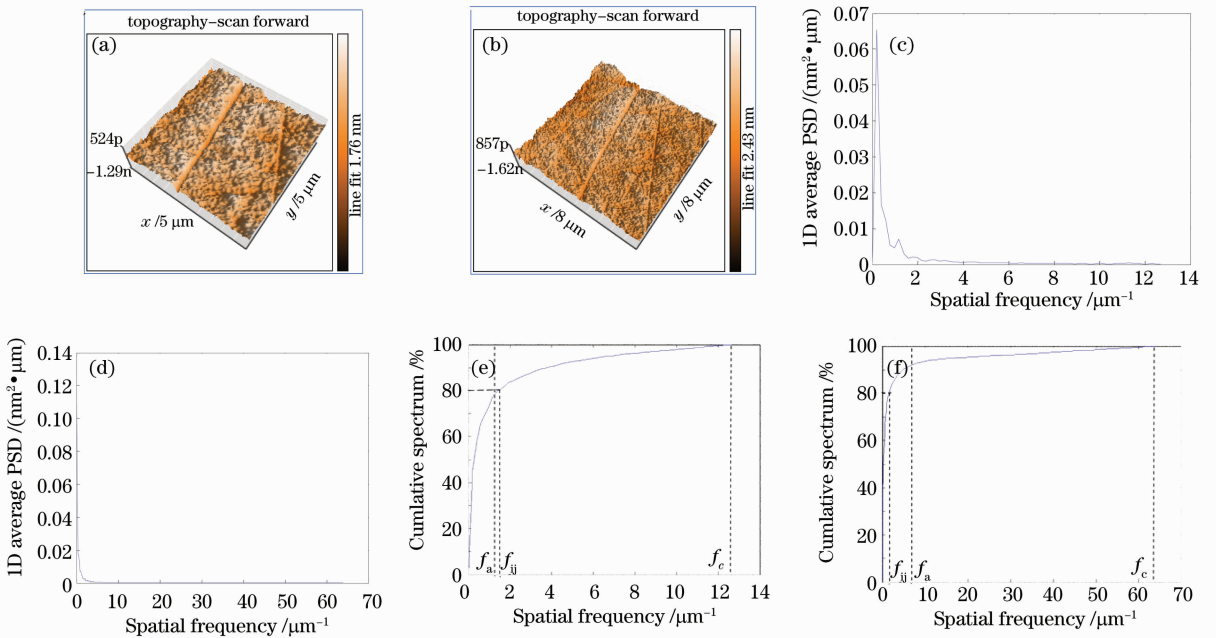 topography-scan forward
(a)
524p
-1.29n
x /5 μm
y /5 μm
line fit 1.76 nm
topography-scan forward
(b)
857p
-1.62n
x /8 μm
y /8 μm
line fit 2.43 nm
(c)
1D average PSD /(nm²•μm)
0.07
0.06
0.05
0.04
0.03
0.02
0.01
0
0 2 4 6 8 10 12 14
Spatial frequency /μm⁻¹
(d)
1D average PSD /(nm²•μm)
0.14
0.12
0.10
0.08
0.06
0.04
0.02
0
0 10 20 30 40 50 60 70
Spatial frequency /μm⁻¹
(e)
Cumlative spectrum /%
100
80
60
40
20
0
fa fij fc
0 2 4 6 8 10 12 14
Spatial frequency /μm⁻¹
(f)
Cumlative spectrum /%
100
80
60
40
20
0
fij fa fc
0 10 20 30 40 50 60 70
Spatial frequency /μm⁻¹